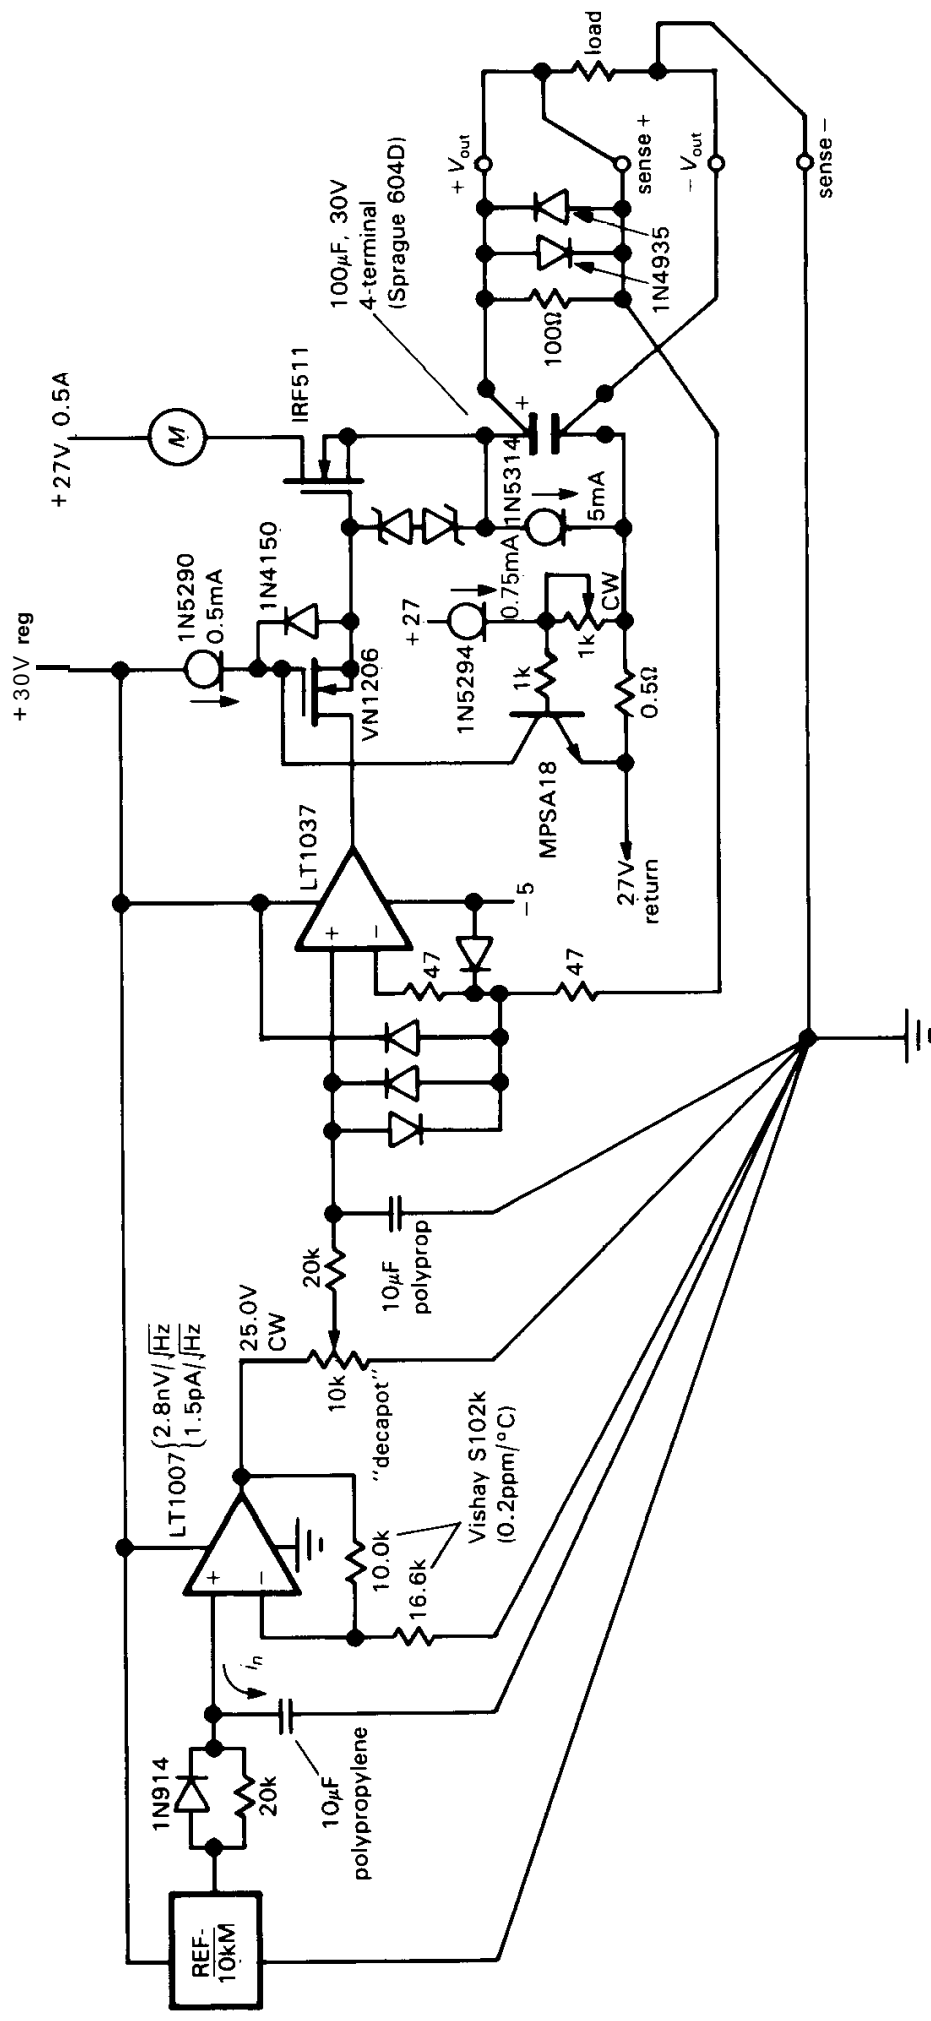 +30V reg
+27V 0.5A
1N5290
0.5mA
1N4150
IRF511
VN1206
100μF, 30V
4-terminal
(Sprague 604D)
M
+27
1N5294
0.75mA
1N5314
5mA
1k
1k
CW
0.5Ω
MPSA18
27V
return
+
100Ω
1N4935
+V_out
sense+
−V_out
sense−
load
LT1037
+
−
−5
47
47
LT1007
2.8nV/√Hz
1.5pA/√Hz
25.0V
CW
20k
10k
"decapot"
10μF
polyprop
+
−
10.0k
16.6k
Vishay S102k
(0.2ppm/°C)
i_n
1N914
20k
10μF
polypropylene
REF-
10kM